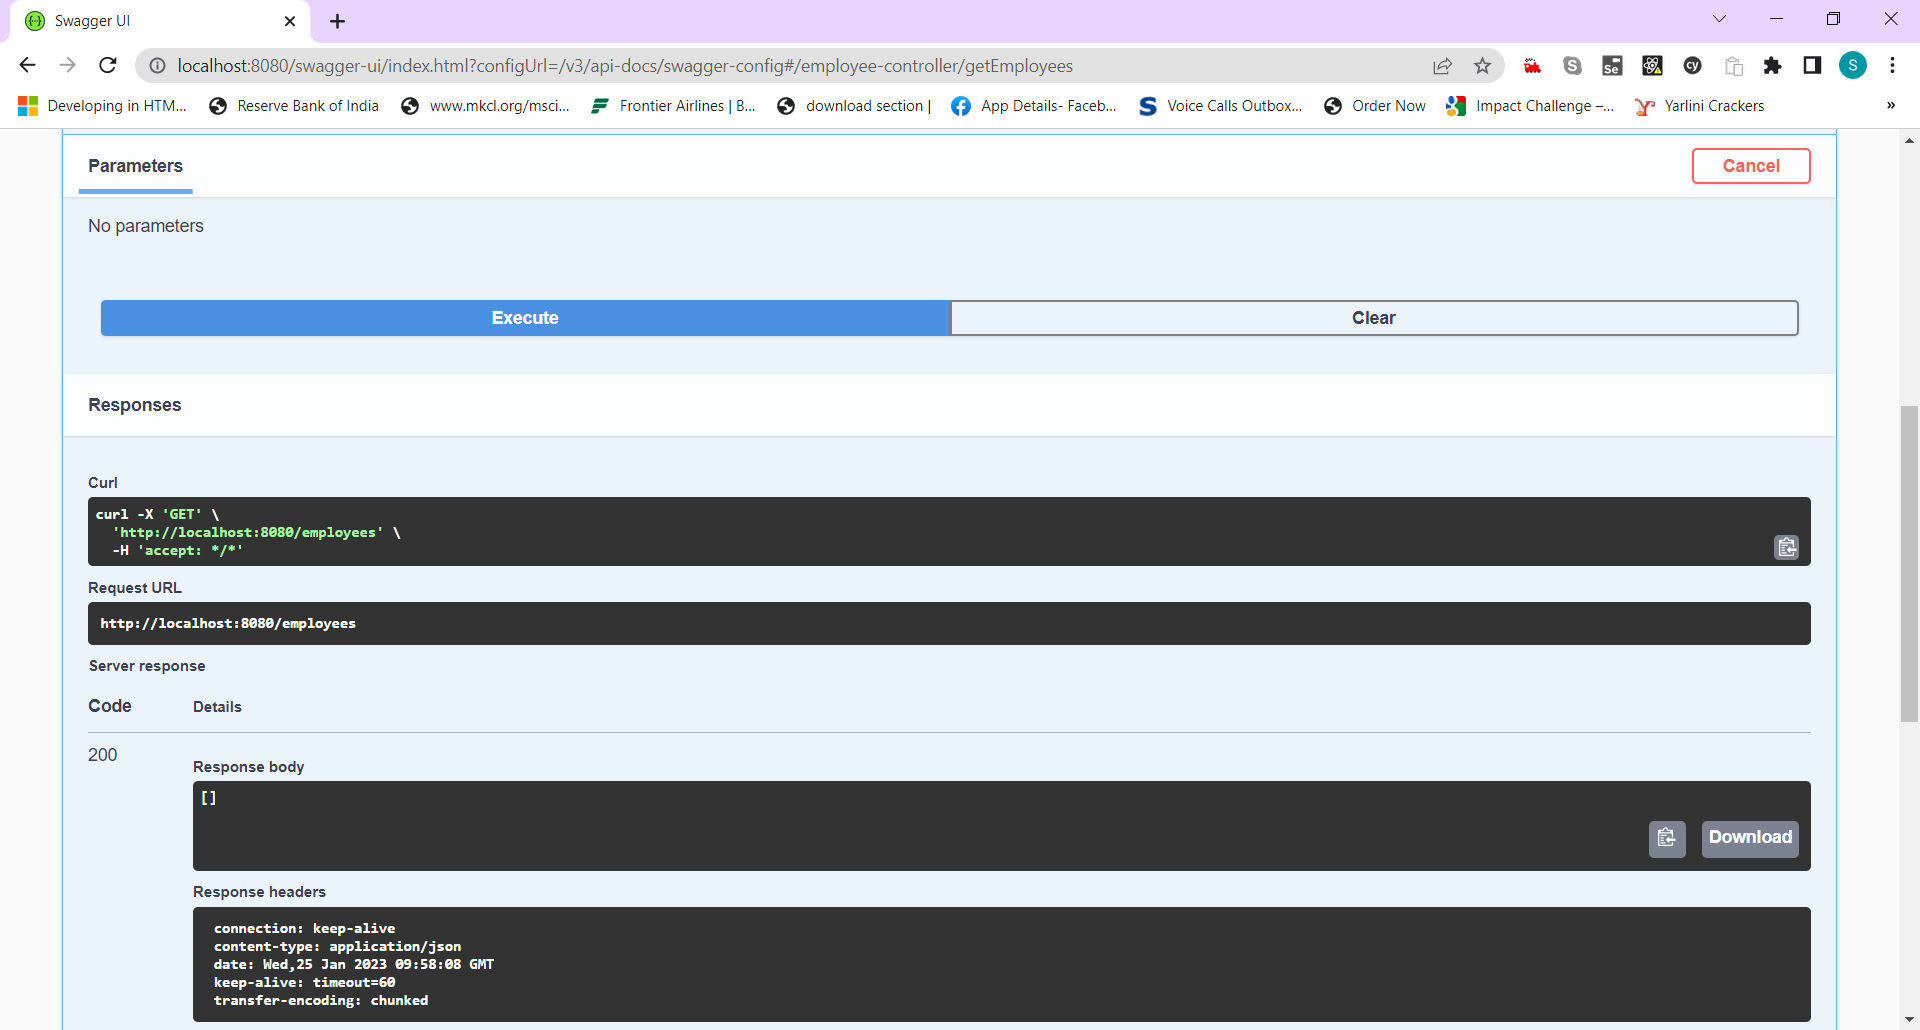 Swagger UI
localhost:8080/swagger-ui/index.html?configUrl=/v3/api-docs/swagger-config#/employee-controller/getEmployees
Se
cy
S
Developing in HTM...
Reserve Bank of India
www.mkcl.org/msci...
Frontier Airlines | B...
download section |
App Details- Faceb...
Voice Calls Outbox...
Order Now
Impact Challenge –...
Yarlini Crackers
»
Parameters
Cancel
No parameters
Execute
Clear
Responses
Curl
curl -X 'GET' \
'http://localhost:8080/employees' \
-H 'accept: */*'
Request URL
http://localhost:8080/employees
Server response
Code
Details
200
Response body
[]
Download
Response headers
connection: keep-alive
content-type: application/json
date: Wed,25 Jan 2023 09:58:08 GMT
keep-alive: timeout=60
transfer-encoding: chunked